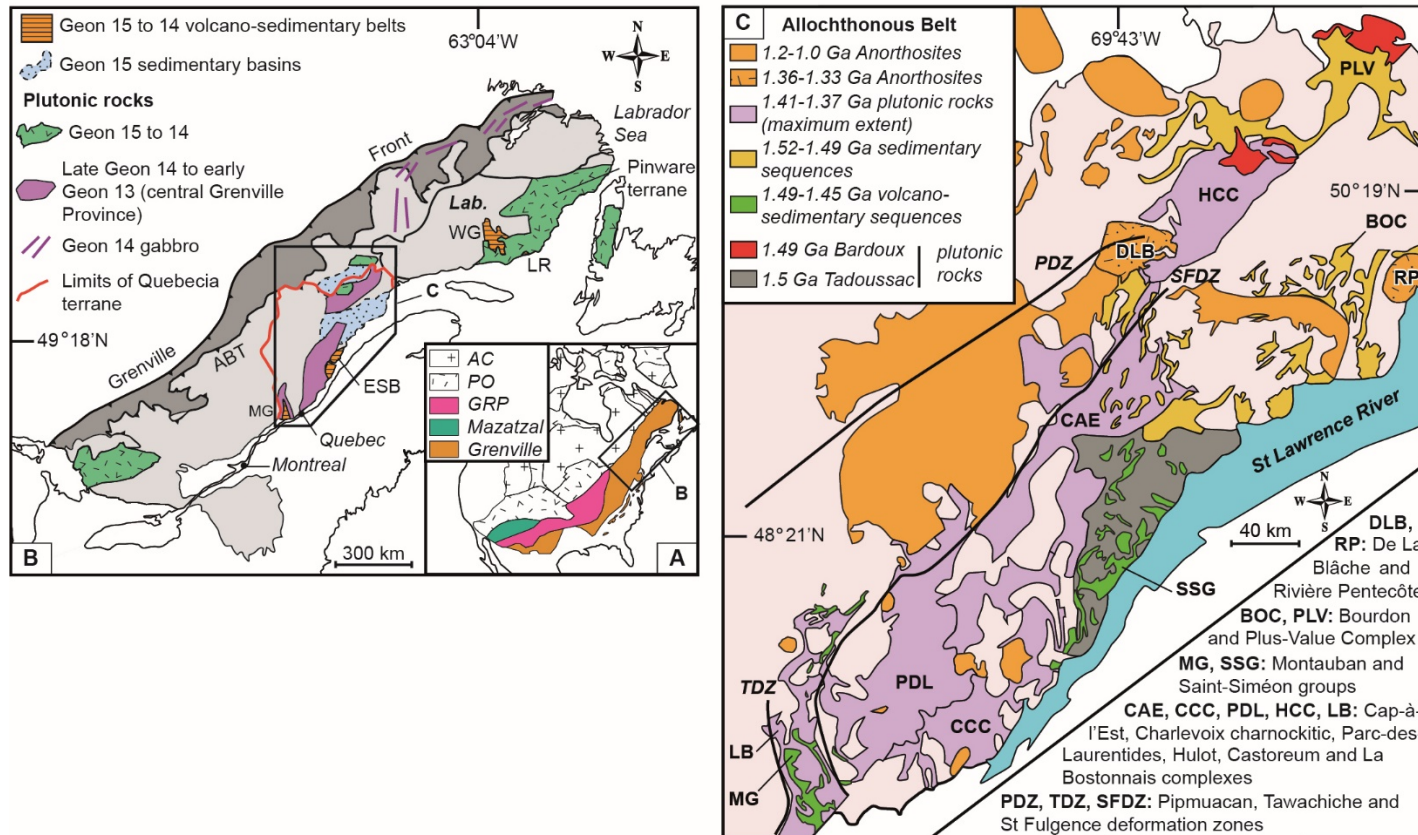 Geon 15 to 14 volcano-sedimentary belts
Geon 15 sedimentary basins
Plutonic rocks
Geon 15 to 14
Late Geon 14 to early
Geon 13 (central Grenville
Province)
Geon 14 gabbro
Limits of Quebecia
terrane
63°04'W
N
W E
S
Labrador
Sea
Pinware
terrane
Front
Lab.
WG
LR
C
49°18'N
ABT
Grenville
ESB
MG
Quebec
Montreal
300 km
B
AC
PO
GRP
Mazatzal
Grenville
B
A
C Allochthonous Belt
1.2-1.0 Ga Anorthosites
1.36-1.33 Ga Anorthosites
1.41-1.37 Ga plutonic rocks
(maximum extent)
1.52-1.49 Ga sedimentary
sequences
1.49-1.45 Ga volcano-
sedimentary sequences
1.49 Ga Bardoux
1.5 Ga Tadoussac
plutonic
rocks
69°43'W
PLV
HCC
50°19'N
BOC
PDZ
DLB
SFDZ
RP
CAE
St Lawrence River
N
W E
S
40 km
48°21'N
SSG
TDZ
PDL
CCC
LB
MG
DLB,
RP: De La
Blâche and
Rivière Pentecôte
BOC, PLV: Bourdon
and Plus-Value Complex
MG, SSG: Montauban and
Saint-Siméon groups
CAE, CCC, PDL, HCC, LB: Cap-à-
l'Est, Charlevoix charnockitic, Parc-des
Laurentides, Hulot, Castoreum and La
Bostonnais complexes
PDZ, TDZ, SFDZ: Pipmuacan, Tawachiche and
St Fulgence deformation zones